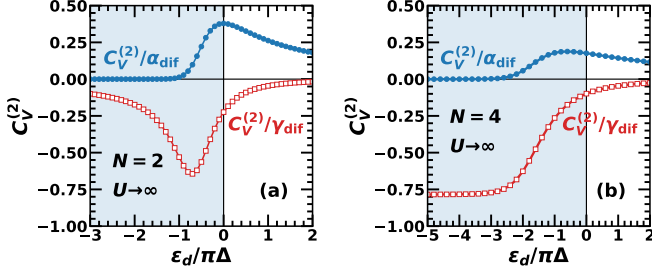 0.50
0.25
0.00
−0.25
−0.50
−0.75
−1.00
C_V^{(2)}
C_V^{(2)}/α_dif
C_V^{(2)}/γ_dif
N = 2
U→∞
(a)
−3 −2 −1 0 1 2
ε_d/πΔ
0.50
0.25
0.00
−0.25
−0.50
−0.75
−1.00
C_V^{(2)}
C_V^{(2)}/α_dif
C_V^{(2)}/γ_dif
N = 4
U→∞
(b)
−5 −4 −3 −2 −1 0 1 2
ε_d/πΔ